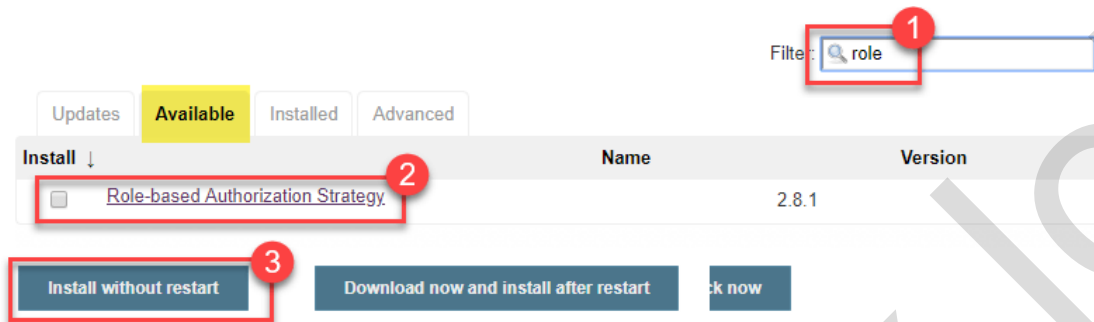 1
Filter: role
Updates Available Installed Advanced
Install ↓ Name Version
2
Role-based Authorization Strategy 2.8.1
3
Install without restart Download now and install after restart ck now